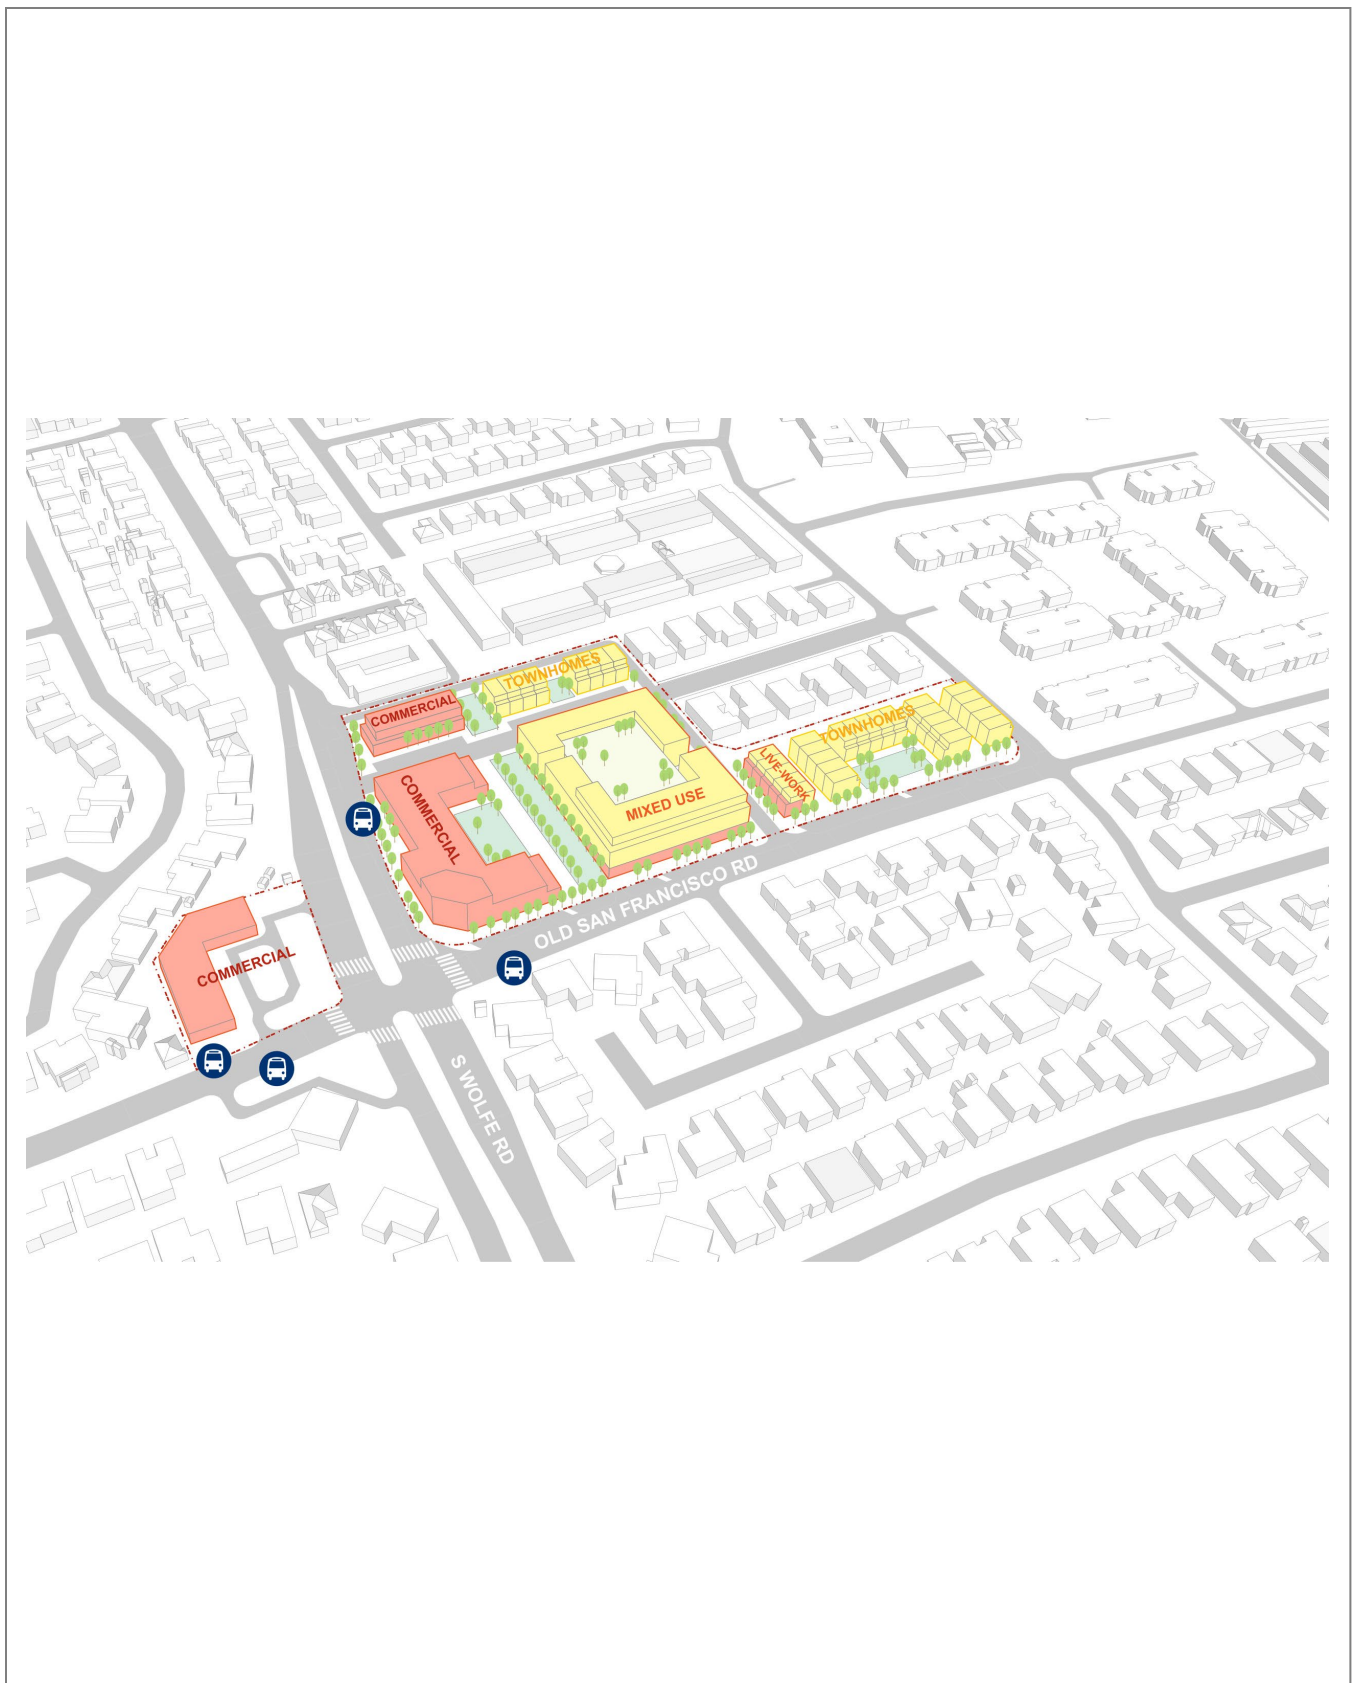 TOWNHOMES
COMMERCIAL
TOWNHOMES
LIVE-WORK
COMMERCIAL
MIXED USE
OLD SAN FRANCISCO RD
COMMERCIAL
S WOLFE RD